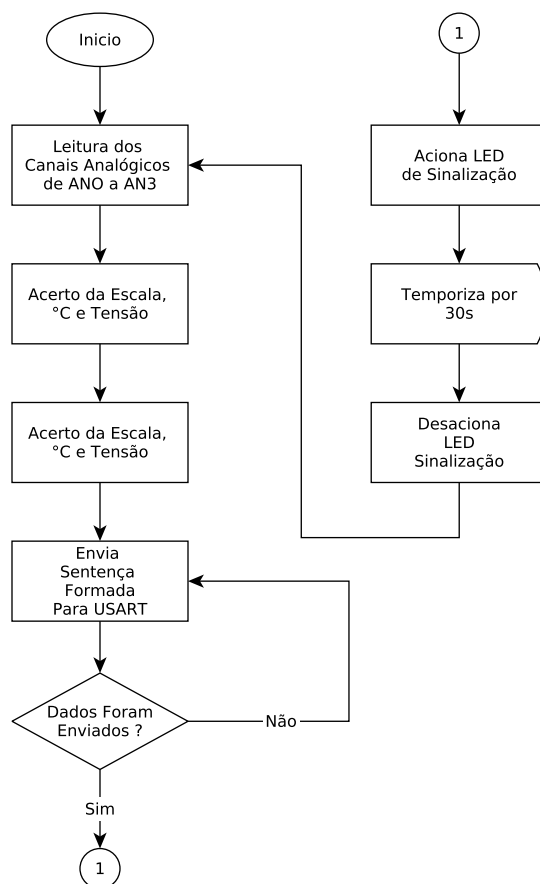 Inicio
Leitura dos
Canais Analógicos
de ANO a AN3
Acerto da Escala,
°C e Tensão
Acerto da Escala,
°C e Tensão
Envia
Sentença
Formada
Para USART
Dados Foram
Enviados ?
Não
Sim
1
1
Aciona LED
de Sinalização
Temporiza por
30s
Desaciona
LED
Sinalização